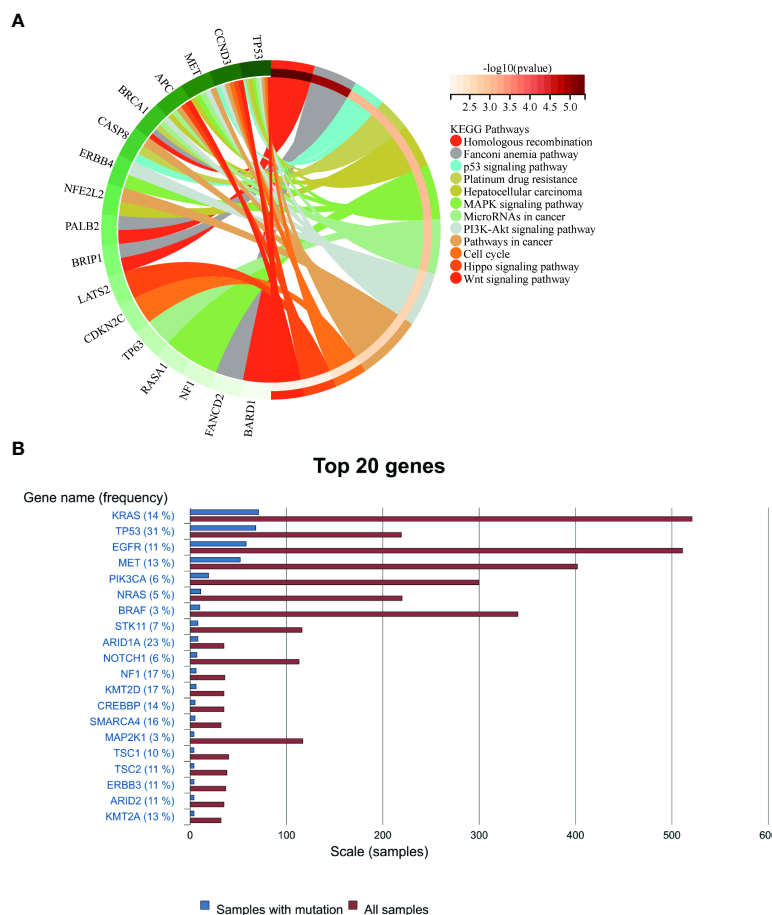 A
TP53
CCND3
MET
APC
BRCA1
CASP8
ERBB4
NFE2L2
PALB2
BRIP1
LATS2
CDKN2C
TP63
RASA1
NF1
FANCD2
BARD1
-log10(pvalue)
2.5 3.0 3.5 4.0 4.5 5.0
KEGG Pathways
Homologous recombination
Fanconi anemia pathway
p53 signaling pathway
Platinum drug resistance
Hepatocellular carcinoma
MAPK signaling pathway
MicroRNAs in cancer
PI3K-Akt signaling pathway
Pathways in cancer
Cell cycle
Hippo signaling pathway
Wnt signaling pathway
B
Top 20 genes
Gene name (frequency)
KRAS (14 %)
TP53 (31 %)
EGFR (11 %)
MET (13 %)
PIK3CA (6 %)
NRAS (5 %)
BRAF (3 %)
STK11 (7 %)
ARID1A (23 %)
NOTCH1 (6 %)
NF1 (17 %)
KMT2D (17 %)
CREBBP (14 %)
SMARCA4 (16 %)
MAP2K1 (3 %)
TSC1 (10 %)
TSC2 (11 %)
ERBB3 (11 %)
ARID2 (11 %)
KMT2A (13 %)
0 100 200 300 400 500
Scale (samples)
Samples with mutation All samples